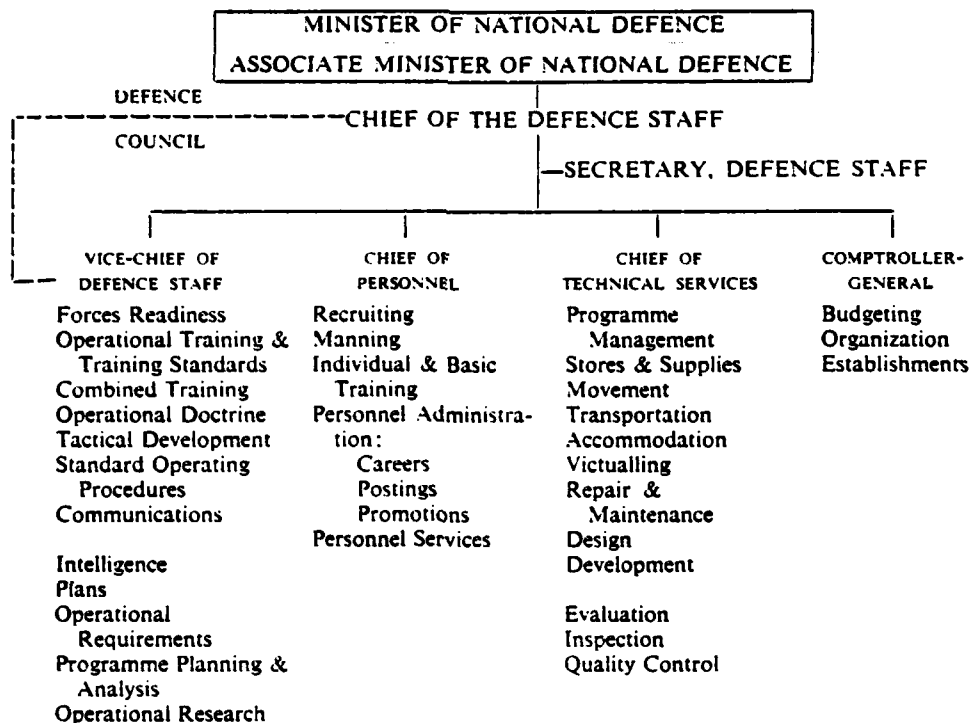 MINISTER OF NATIONAL DEFENCE
ASSOCIATE MINISTER OF NATIONAL DEFENCE
DEFENCE
COUNCIL
CHIEF OF THE DEFENCE STAFF
SECRETARY, DEFENCE STAFF
VICE-CHIEF OF
DEFENCE STAFF
Forces Readiness
Operational Training &
Training Standards
Combined Training
Operational Doctrine
Tactical Development
Standard Operating
Procedures
Communications
Intelligence
Plans
Operational
Requirements
Programme Planning &
Analysis
Operational Research
CHIEF OF
PERSONNEL
Recruiting
Manning
Individual & Basic
Training
Personnel Administra-
tion:
Careers
Postings
Promotions
Personnel Services
CHIEF OF
TECHNICAL SERVICES
Programme
Management
Stores & Supplies
Movement
Transportation
Accommodation
Victualling
Repair &
Maintenance
Design
Development
Evaluation
Inspection
Quality Control
COMPTROLLER-
GENERAL
Budgeting
Organization
Establishments